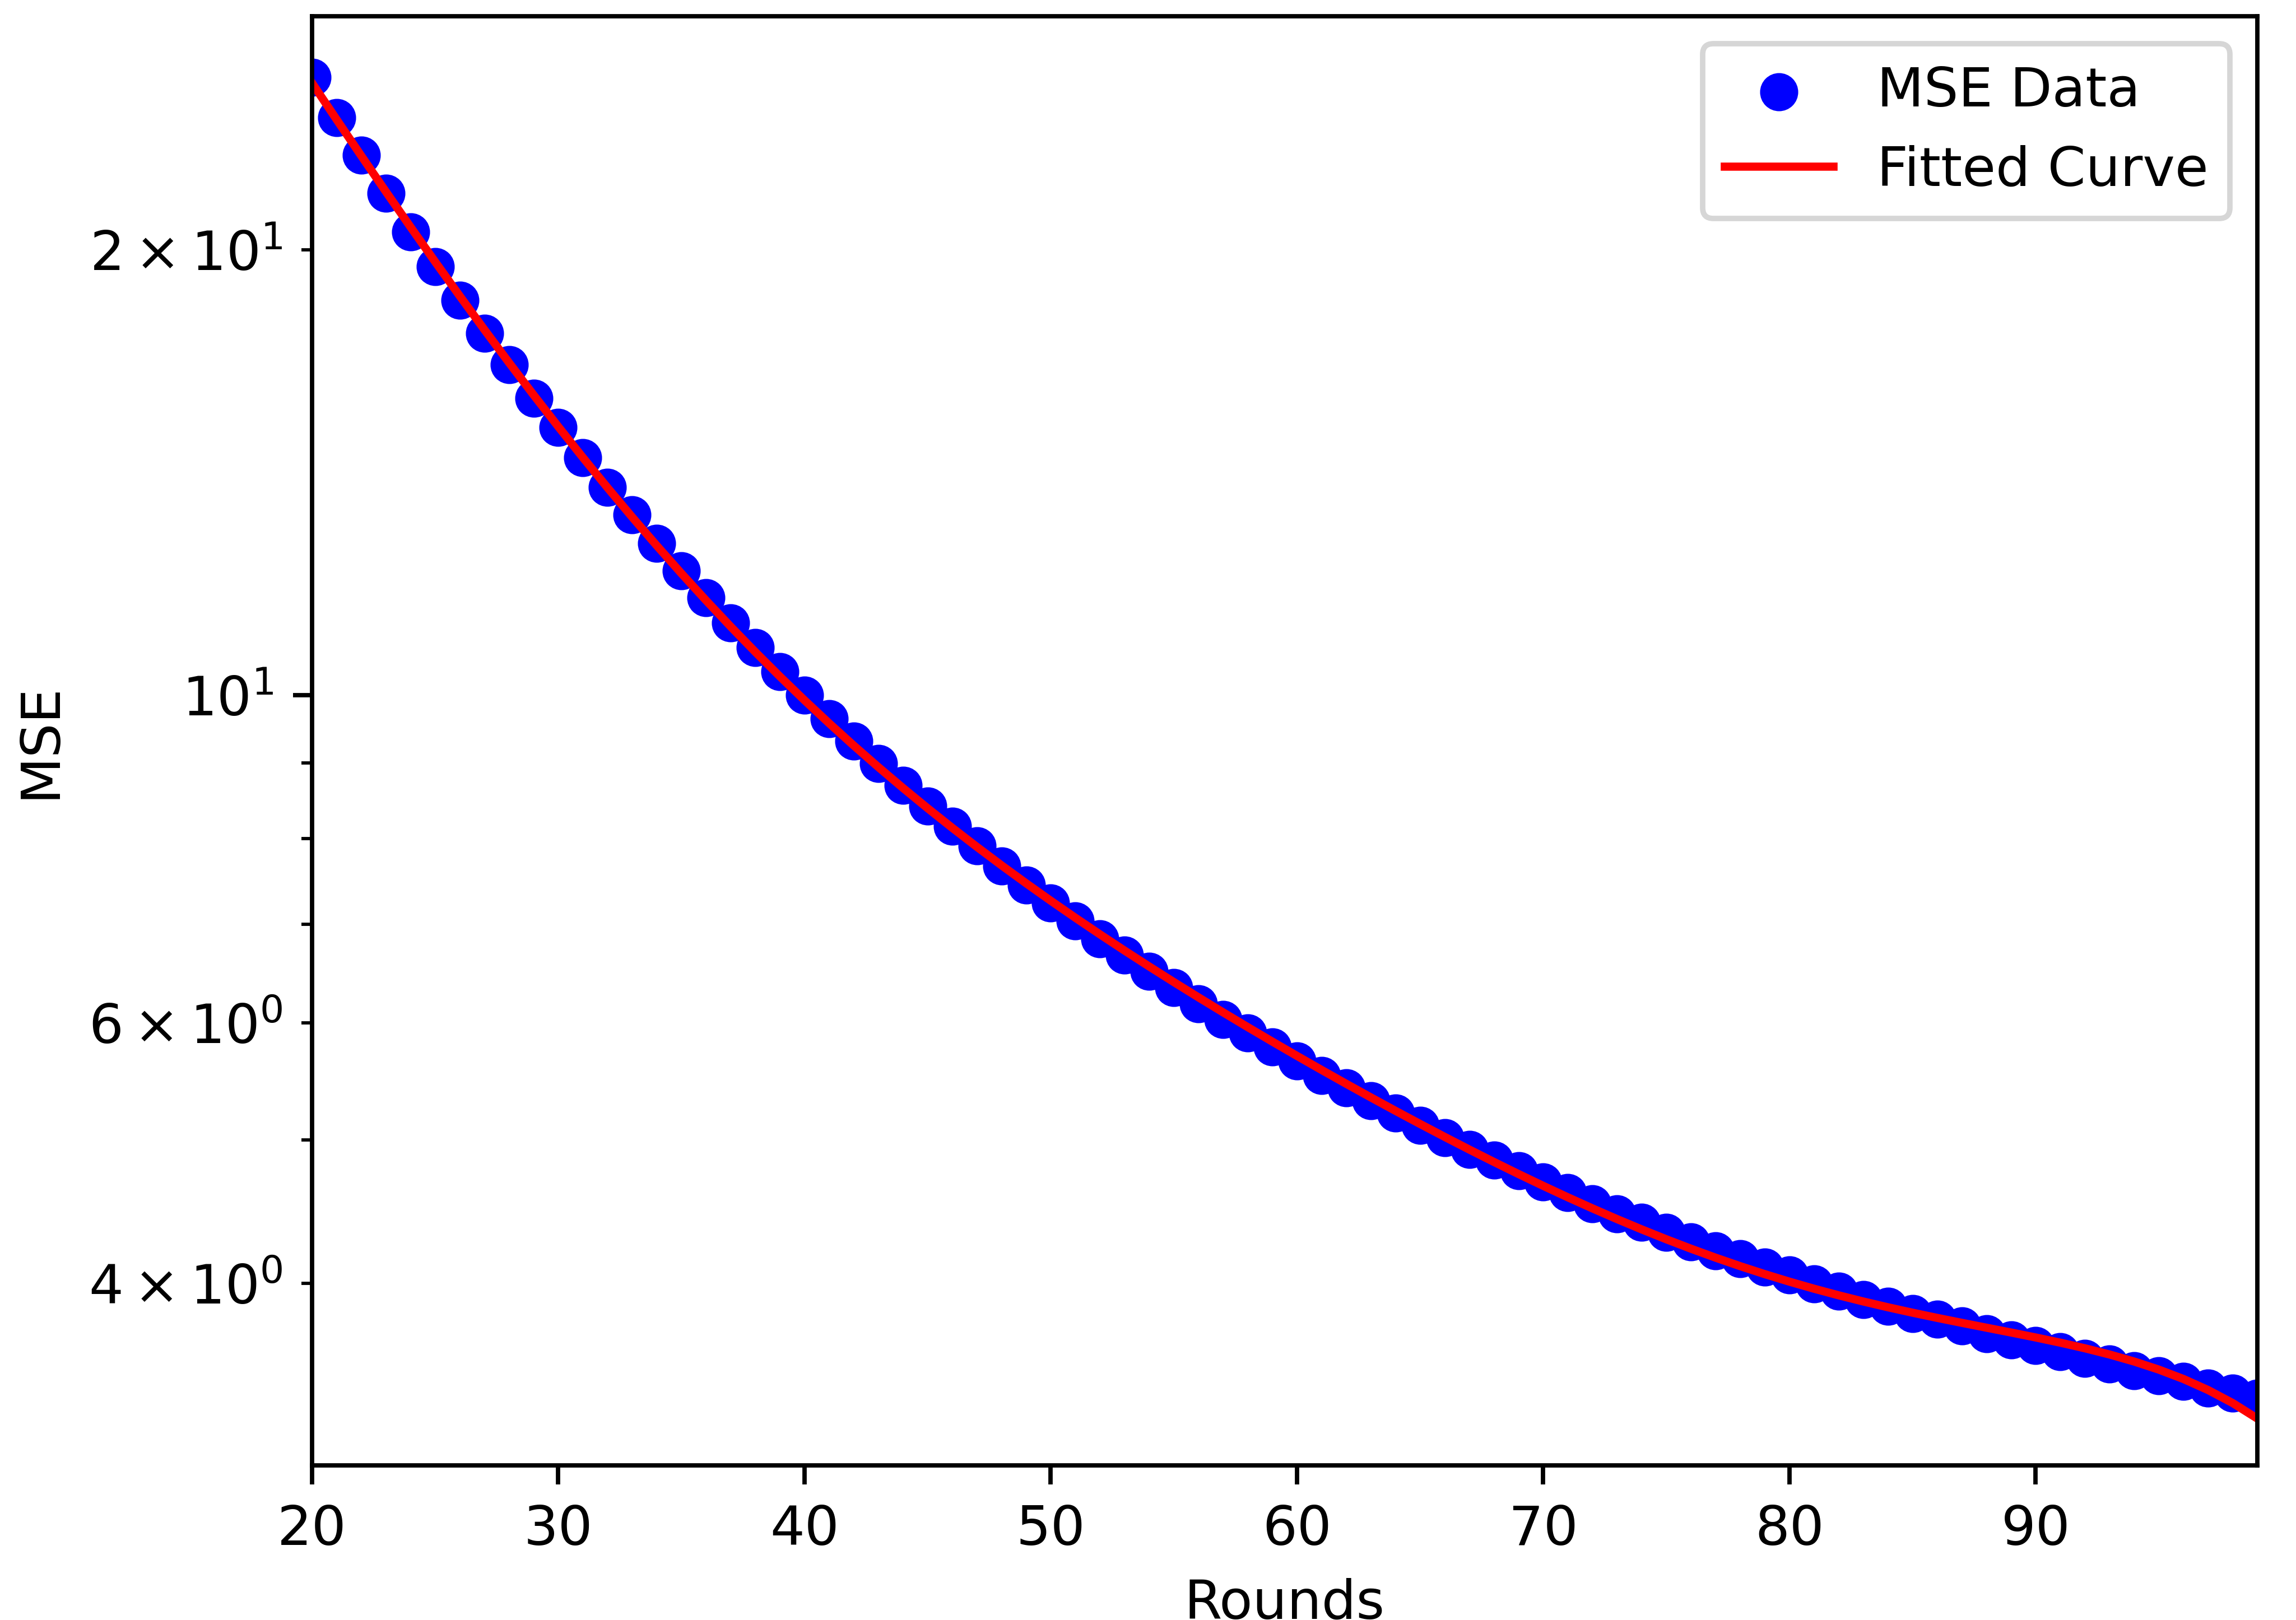 MSE Data
Fitted Curve
2 × 10¹
10¹
6 × 10⁰
4 × 10⁰
MSE
20 30 40 50 60 70 80 90
Rounds